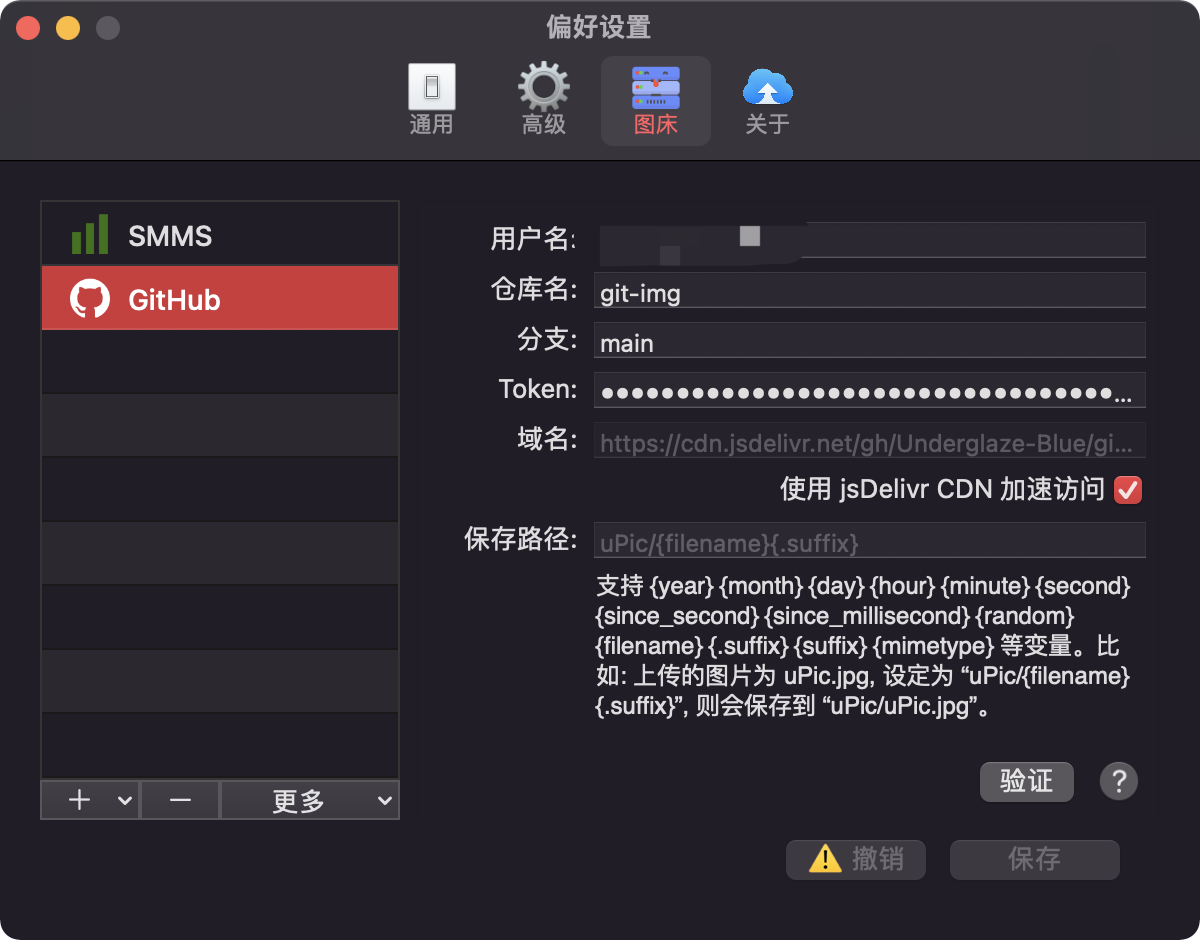 偏好设置
通用
高级
图床
关于
SMMS
GitHub
用户名:
仓库名:
git-img
分支:
main
Token:
●●●●●●●●●●●●●●●●●●●●●●●●●●●●●●●●●●...
域名:
https://cdn.jsdelivr.net/gh/Underglaze-Blue/gi...
使用 jsDelivr CDN 加速访问
保存路径:
uPic/{filename}{.suffix}
支持 {year} {month} {day} {hour} {minute} {second}
{since_second} {since_millisecond} {random}
{filename} {.suffix} {suffix} {mimetype} 等变量。比
如: 上传的图片为 uPic.jpg, 设定为 “uPic/{filename}
{.suffix}”, 则会保存到 “uPic/uPic.jpg”。
验证
?
更多
撤销
保存